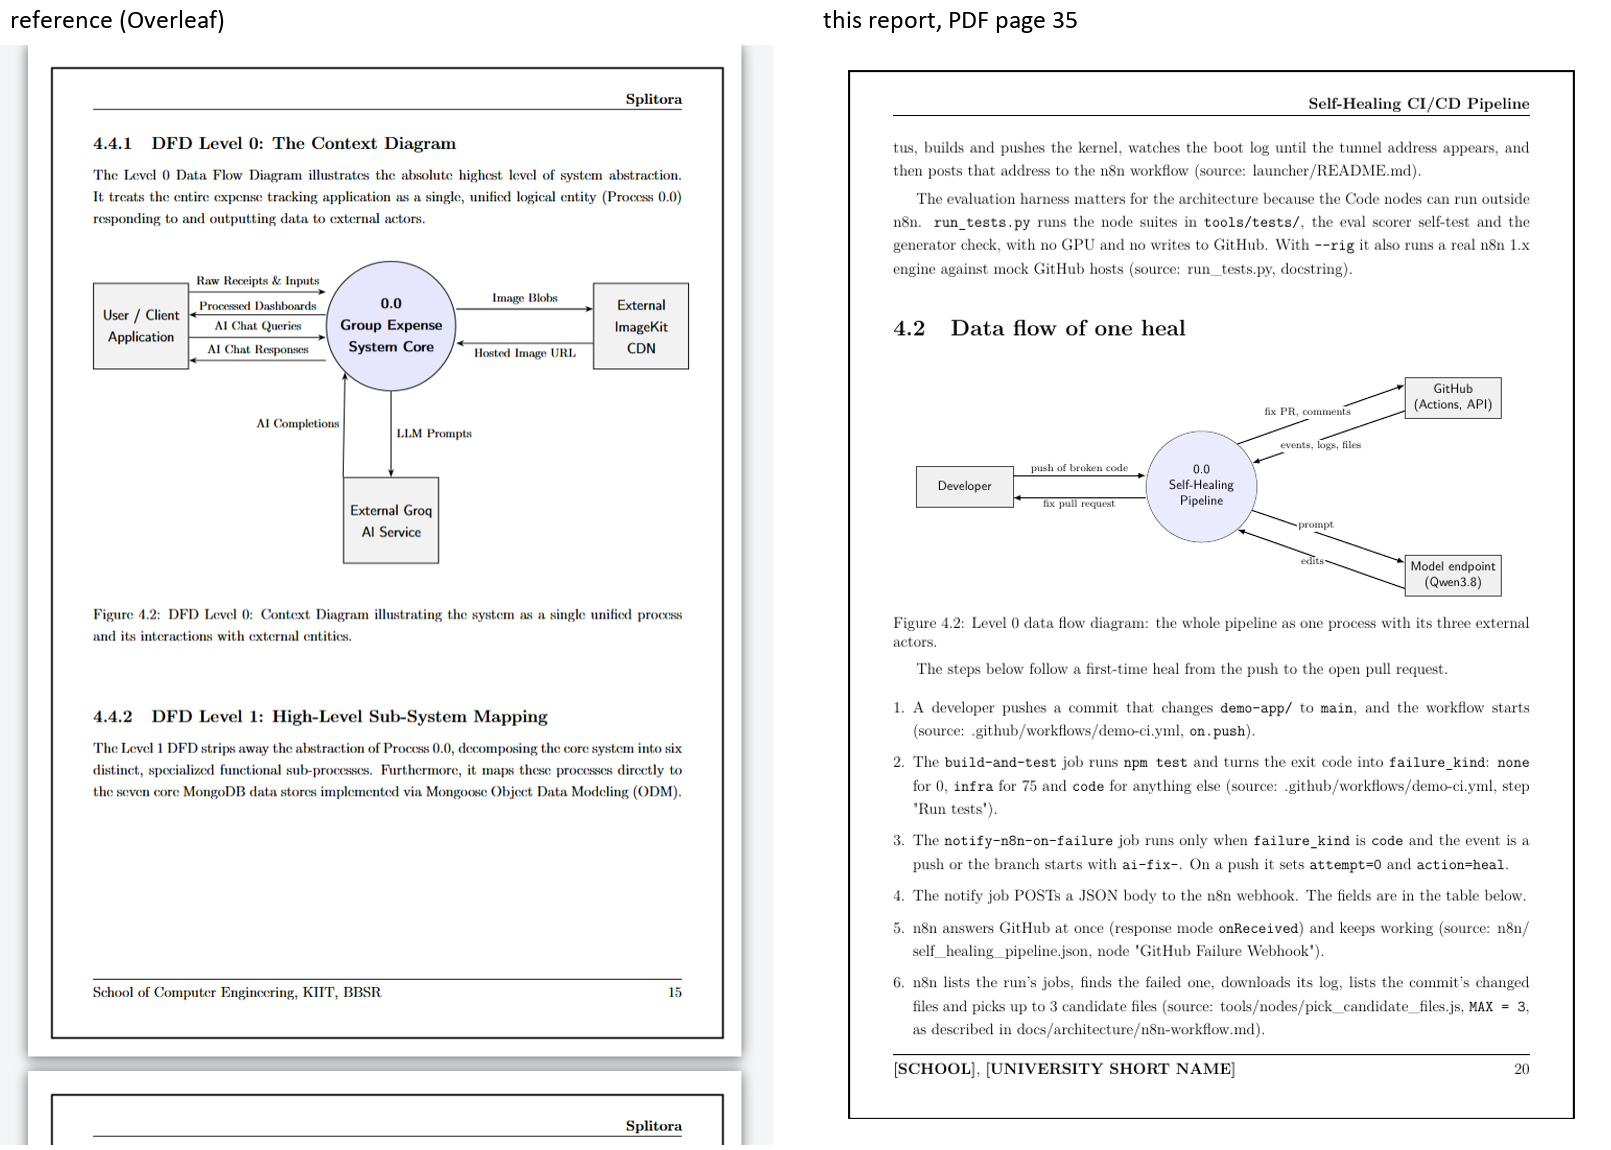 reference (Overleaf)
Splitora
4.4.1 DFD Level 0: The Context Diagram
The Level 0 Data Flow Diagram illustrates the absolute highest level of system abstraction.
It treats the entire expense tracking application as a single, unified logical entity (Process 0.0)
responding to and outputting data to external actors.
User / Client
Application
Raw Receipts & Inputs
Processed Dashboards
AI Chat Queries
AI Chat Responses
0.0
Group Expense
System Core
Image Blobs
Hosted Image URL
External
ImageKit
CDN
AI Completions
LLM Prompts
External Groq
AI Service
Figure 4.2: DFD Level 0: Context Diagram illustrating the system as a single unified process
and its interactions with external entities.
4.4.2 DFD Level 1: High-Level Sub-System Mapping
The Level 1 DFD strips away the abstraction of Process 0.0, decomposing the core system into six
distinct, specialized functional sub-processes. Furthermore, it maps these processes directly to
the seven core MongoDB data stores implemented via Mongoose Object Data Modeling (ODM).
School of Computer Engineering, KIIT, BBSR 15
Splitora
this report, PDF page 35
Self-Healing CI/CD Pipeline
tus, builds and pushes the kernel, watches the boot log until the tunnel address appears, and
then posts that address to the n8n workflow (source: launcher/README.md).
The evaluation harness matters for the architecture because the Code nodes can run outside
n8n. run_tests.py runs the node suites in tools/tests/, the eval scorer self-test and the
generator check, with no GPU and no writes to GitHub. With --rig it also runs a real n8n 1.x
engine against mock GitHub hosts (source: run_tests.py, docstring).
4.2 Data flow of one heal
Developer
push of broken code
fix pull request
0.0
Self-Healing
Pipeline
fix PR, comments
events, logs, files
GitHub
(Actions, API)
prompt
edits
Model endpoint
(Qwen3.8)
Figure 4.2: Level 0 data flow diagram: the whole pipeline as one process with its three external
actors.
The steps below follow a first-time heal from the push to the open pull request.
1. A developer pushes a commit that changes demo-app/ to main, and the workflow starts
(source: .github/workflows/demo-ci.yml, on.push).
2. The build-and-test job runs npm test and turns the exit code into failure_kind: none
for 0, infra for 75 and code for anything else (source: .github/workflows/demo-ci.yml, step
"Run tests").
3. The notify-n8n-on-failure job runs only when failure_kind is code and the event is a
push or the branch starts with ai-fix-. On a push it sets attempt=0 and action=heal.
4. The notify job POSTs a JSON body to the n8n webhook. The fields are in the table below.
5. n8n answers GitHub at once (response mode onReceived) and keeps working (source: n8n/
self_healing_pipeline.json, node "GitHub Failure Webhook").
6. n8n lists the run's jobs, finds the failed one, downloads its log, lists the commit's changed
files and picks up to 3 candidate files (source: tools/nodes/pick_candidate_files.js, MAX = 3,
as described in docs/architecture/n8n-workflow.md).
[SCHOOL], [UNIVERSITY SHORT NAME] 20